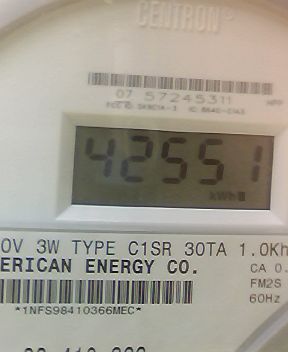 CENTRON®
07 57245311
42551
kWh
0V 3W TYPE C1SR 30TA 1.0Kh
ERICAN ENERGY CO.
CA 0.
FM2S
60Hz
*1NFS98410366MEC*